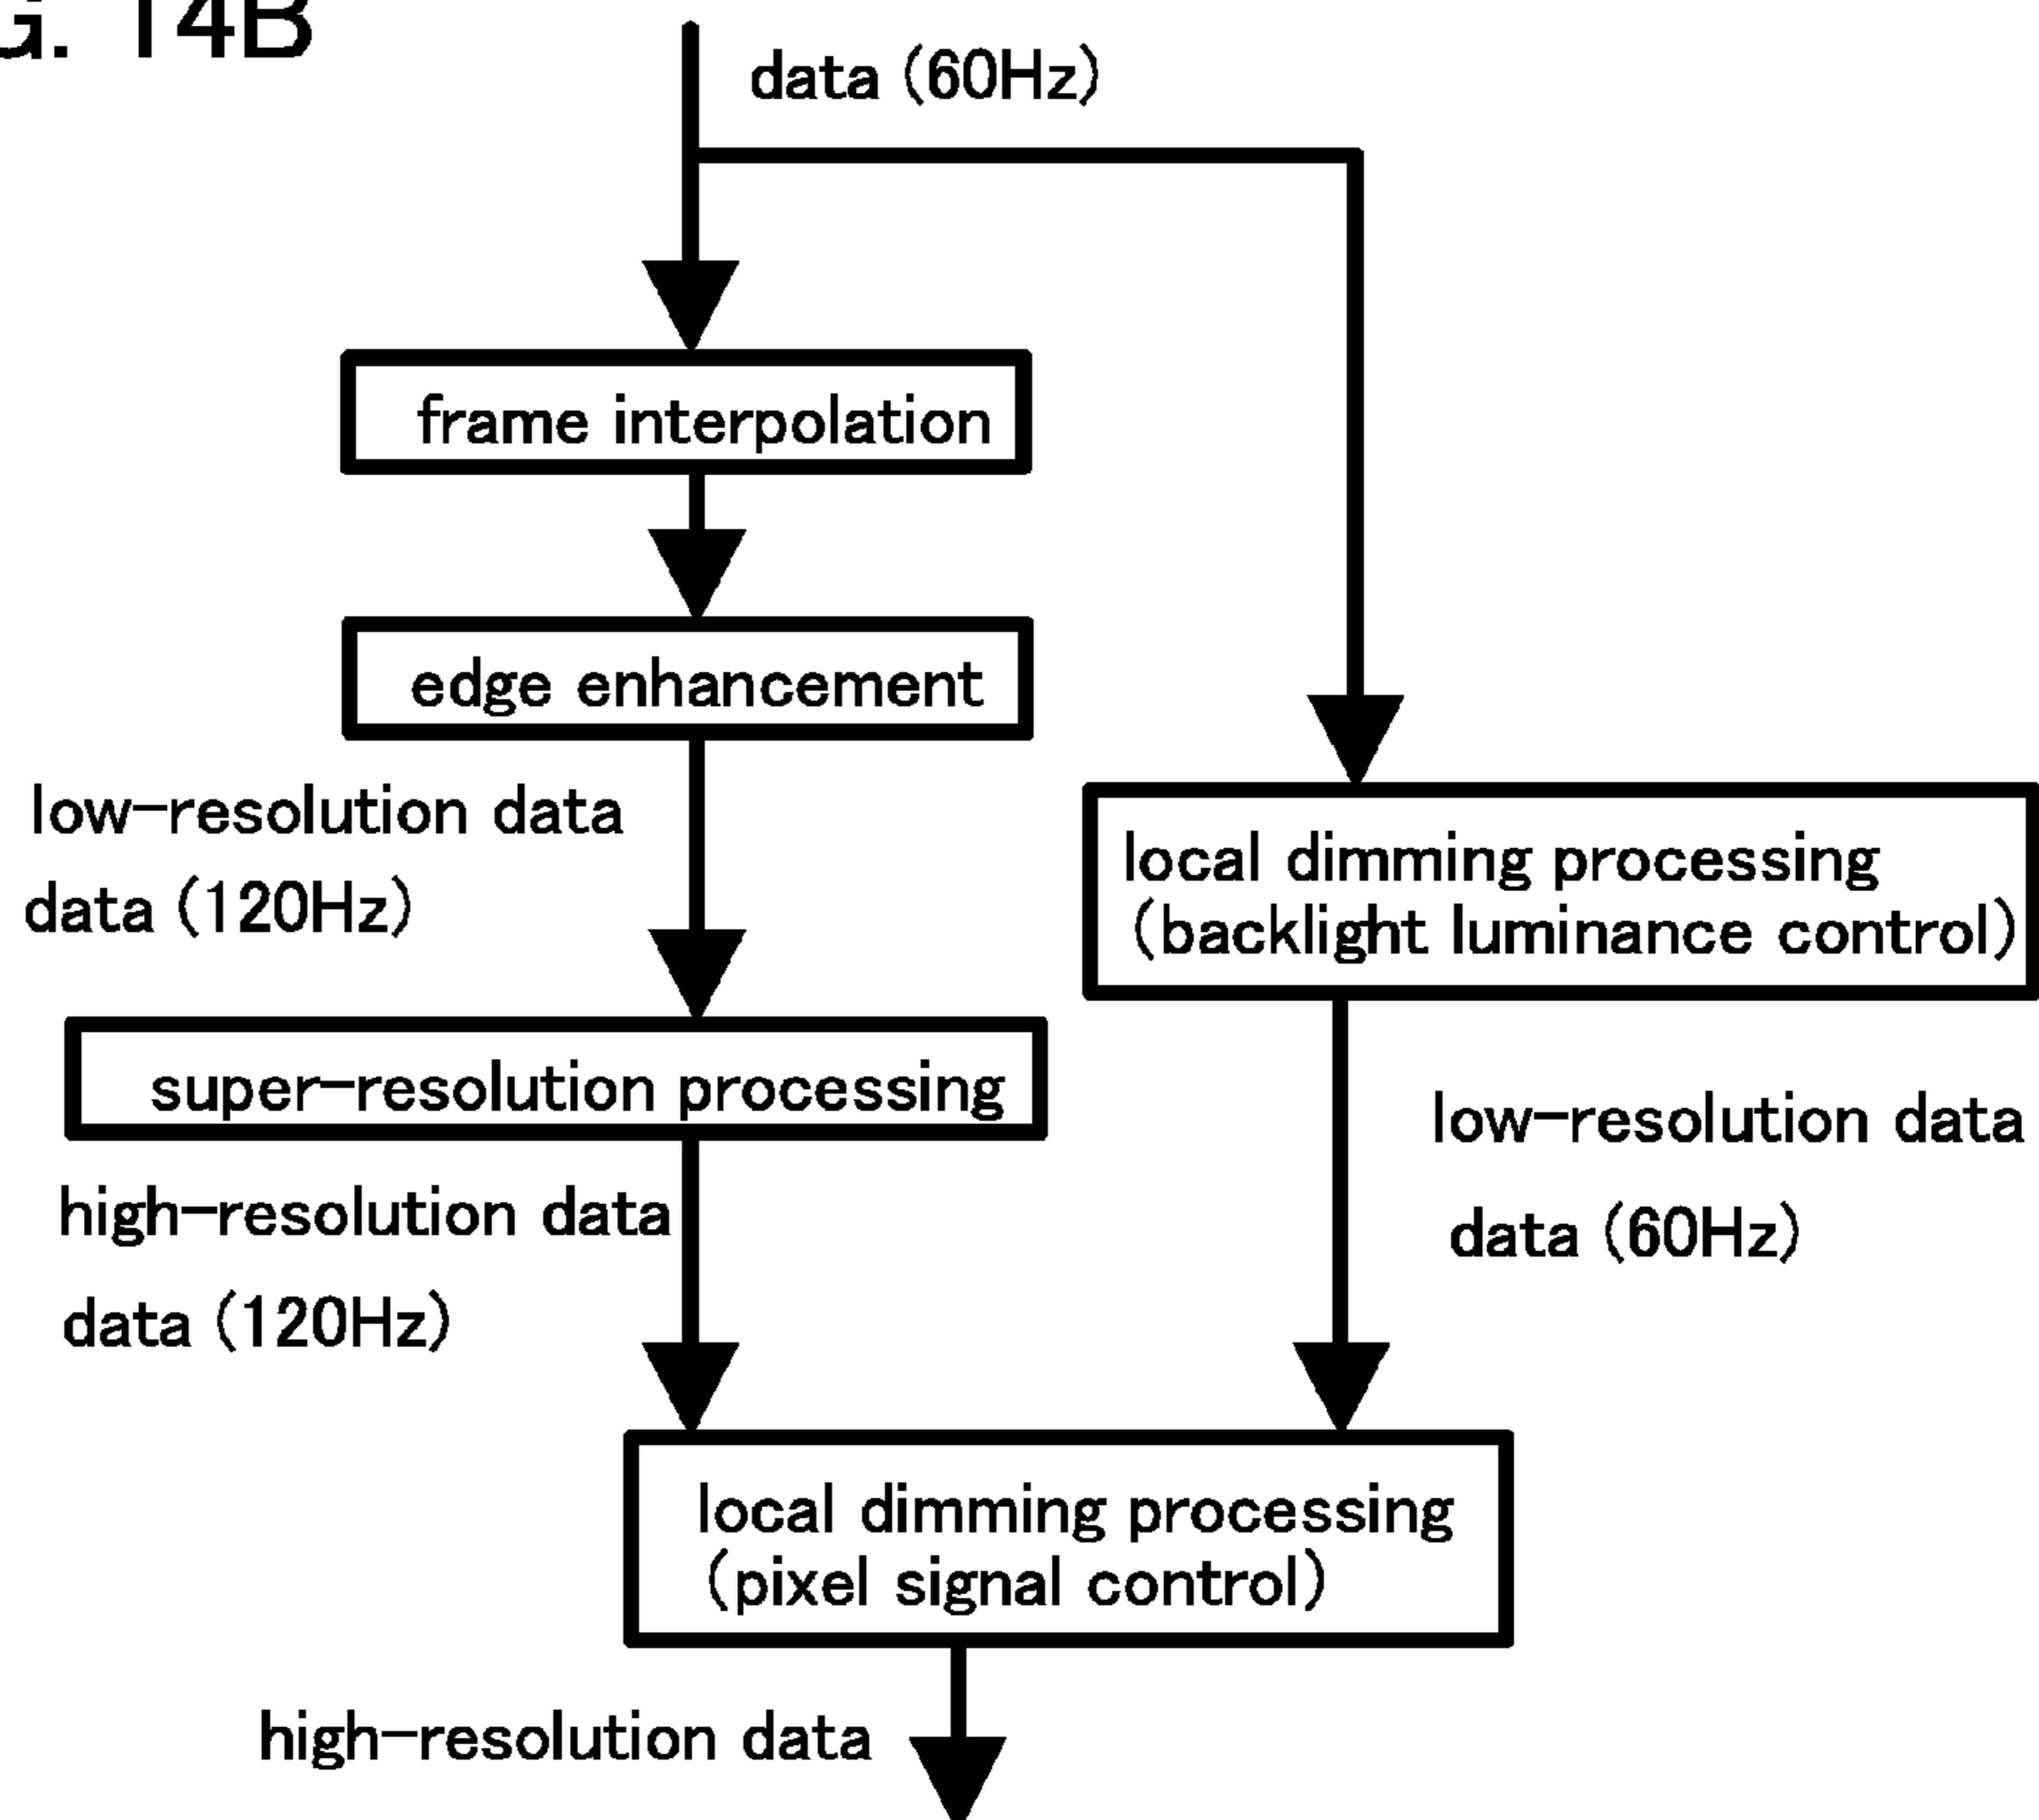 G. 14B
data (60Hz)
frame interpolation
edge enhancement
low-resolution data
data (120Hz)
local dimming processing
(backlight luminance control)
super-resolution processing
low-resolution data
data (60Hz)
high-resolution data
data (120Hz)
local dimming processing
(pixel signal control)
high-resolution data